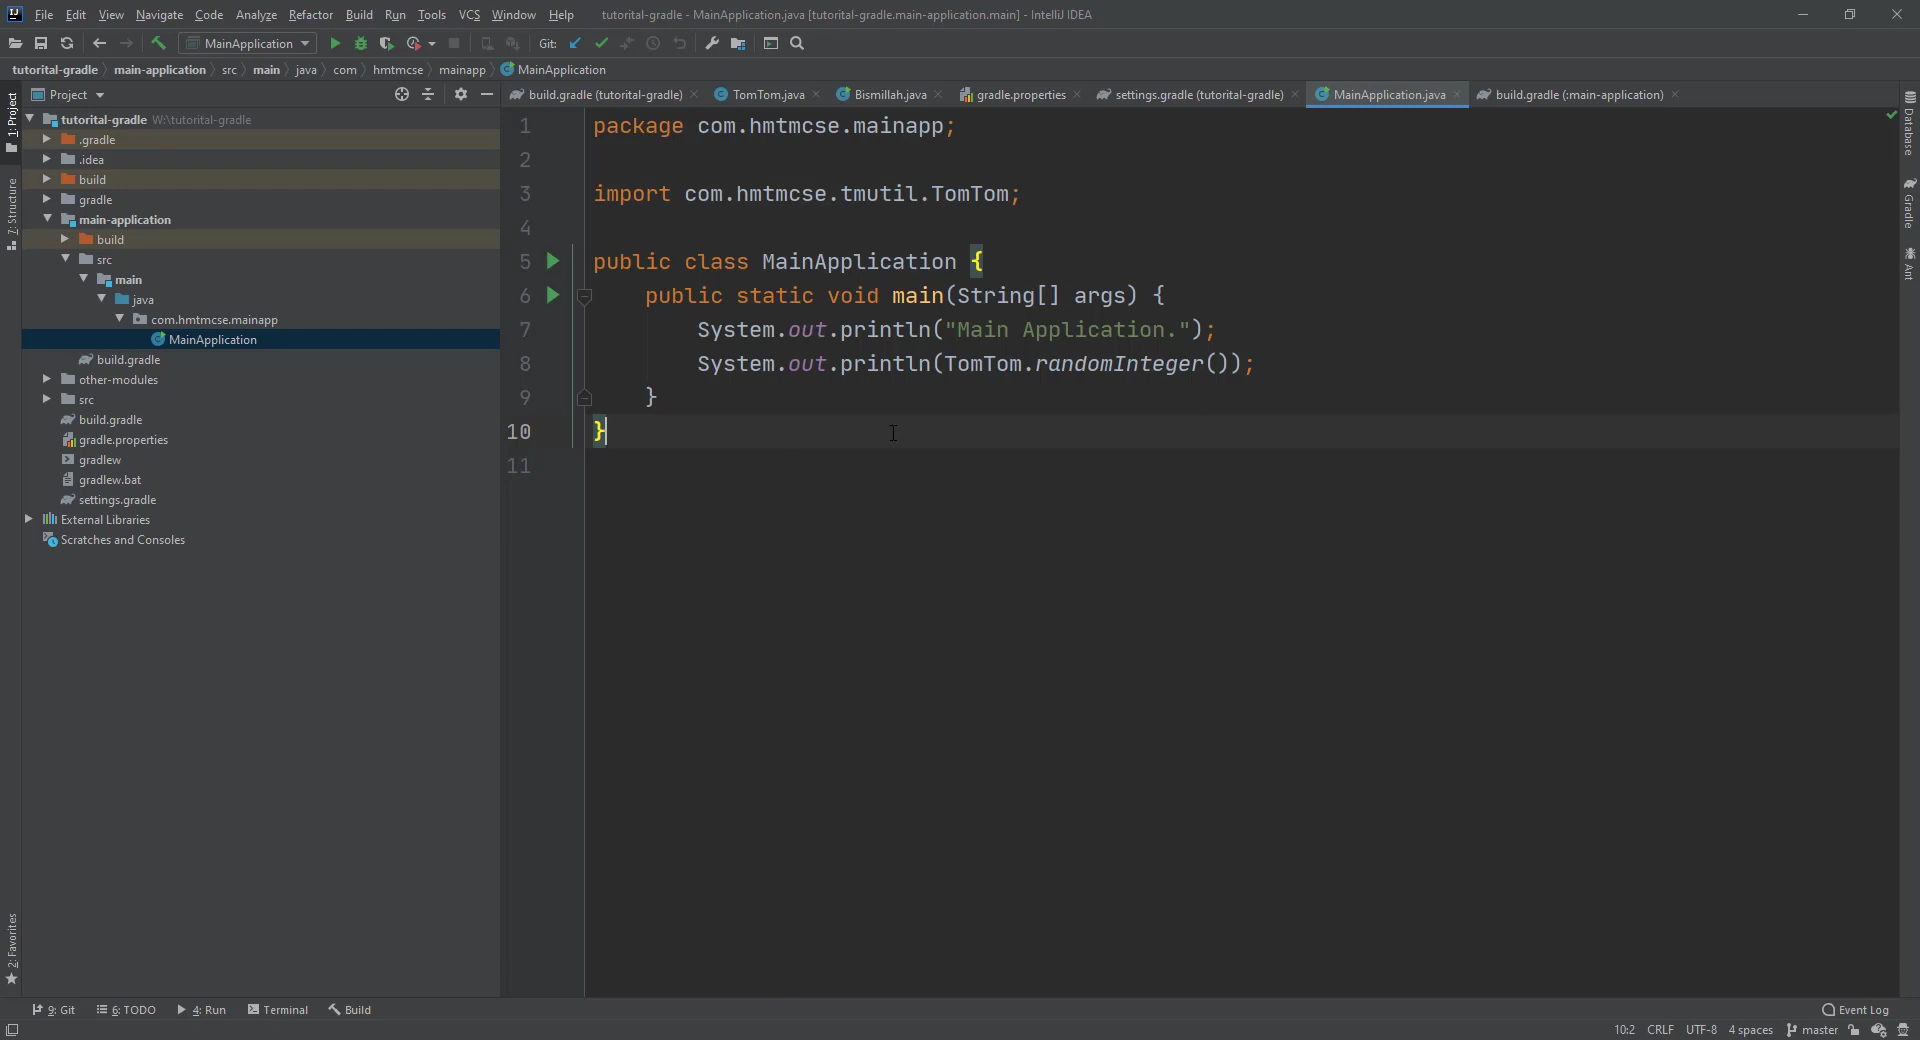 File Edit View Navigate Code Analyze Refactor Build Run Tools VCS Window Help tutorital-gradle - MainApplication.java [tutorital-gradle.main-application.main] - IntelliJ IDEA
MainApplication Git:
tutorital-gradle main-application src main java com hmtmcse mainapp MainApplication
Project
build.gradle (tutorital-gradle) TomTom.java Bismillah.java gradle.properties settings.gradle (tutorital-gradle) MainApplication.java build.gradle (:main-application)
1: Project
7: Structure
2: Favorites
tutorital-gradle W:\tutorital-gradle
.gradle
.idea
build
gradle
main-application
build
src
main
java
com.hmtmcse.mainapp
MainApplication
build.gradle
other-modules
src
build.gradle
gradle.properties
gradlew
gradlew.bat
settings.gradle
External Libraries
Scratches and Consoles
1 package com.hmtmcse.mainapp;
2
3 import com.hmtmcse.tmutil.TomTom;
4
5 public class MainApplication {
6 public static void main(String[] args) {
7 System.out.println("Main Application.");
8 System.out.println(TomTom.randomInteger());
9 }
10 }
11
Database
Gradle
Ant
9: Git 6: TODO 4: Run Terminal Build Event Log
10:2 CRLF UTF-8 4 spaces master